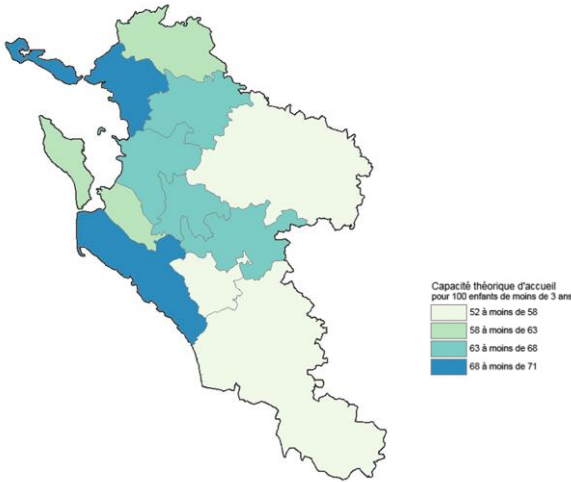 Capacité théorique d'accueil
pour 100 enfants de moins de 3 ans
52 à moins de 58
58 à moins de 63
63 à moins de 68
68 à moins de 71